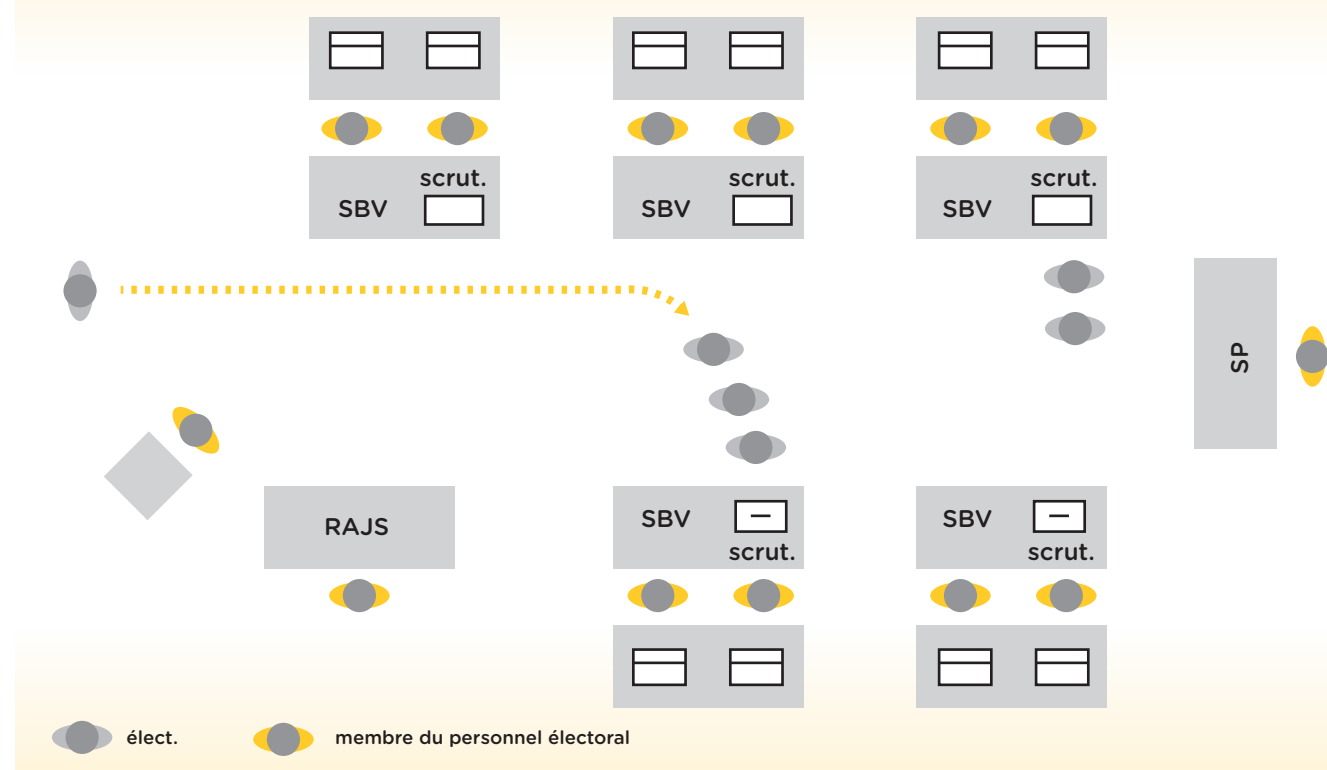 scrut.
SBV
scrut.
SBV
scrut.
SBV
SP
RAJS
SBV
scrut.
SBV
scrut.
élect.
membre du personnel électoral